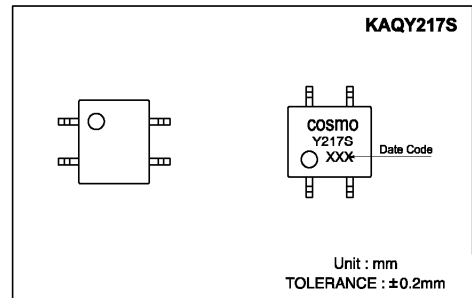 KAQY217S
cosmo
Y217S
XXX
Date Code
Unit : mm
TOLERANCE : ±0.2mm